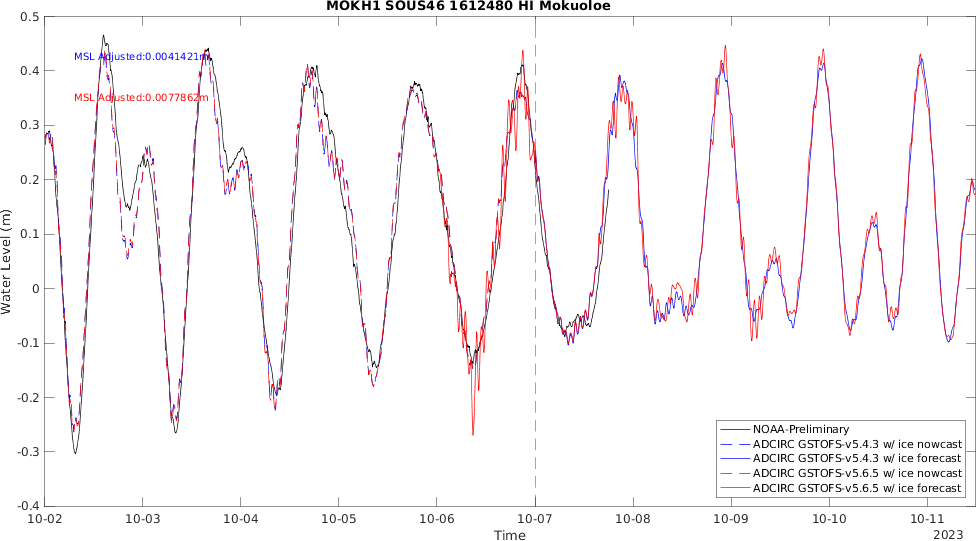 MOKH1 SOUS46 1612480 HI Mokuoloe
0.5
MSL Adjusted:0.0041421m
0.4
MSL Adjusted:0.0077862m
0.3
0.2
0.1
0
-0.1
-0.2
-0.3
-0.4
Water Level (m)
NOAA-Preliminary
ADCIRC GSTOFS-v5.4.3 w/ ice nowcast
ADCIRC GSTOFS-v5.4.3 w/ ice forecast
ADCIRC GSTOFS-v5.6.5 w/ ice nowcast
ADCIRC GSTOFS-v5.6.5 w/ ice forecast
10-02 10-03 10-04 10-05 10-06 10-07 10-08 10-09 10-10 10-11
Time
2023